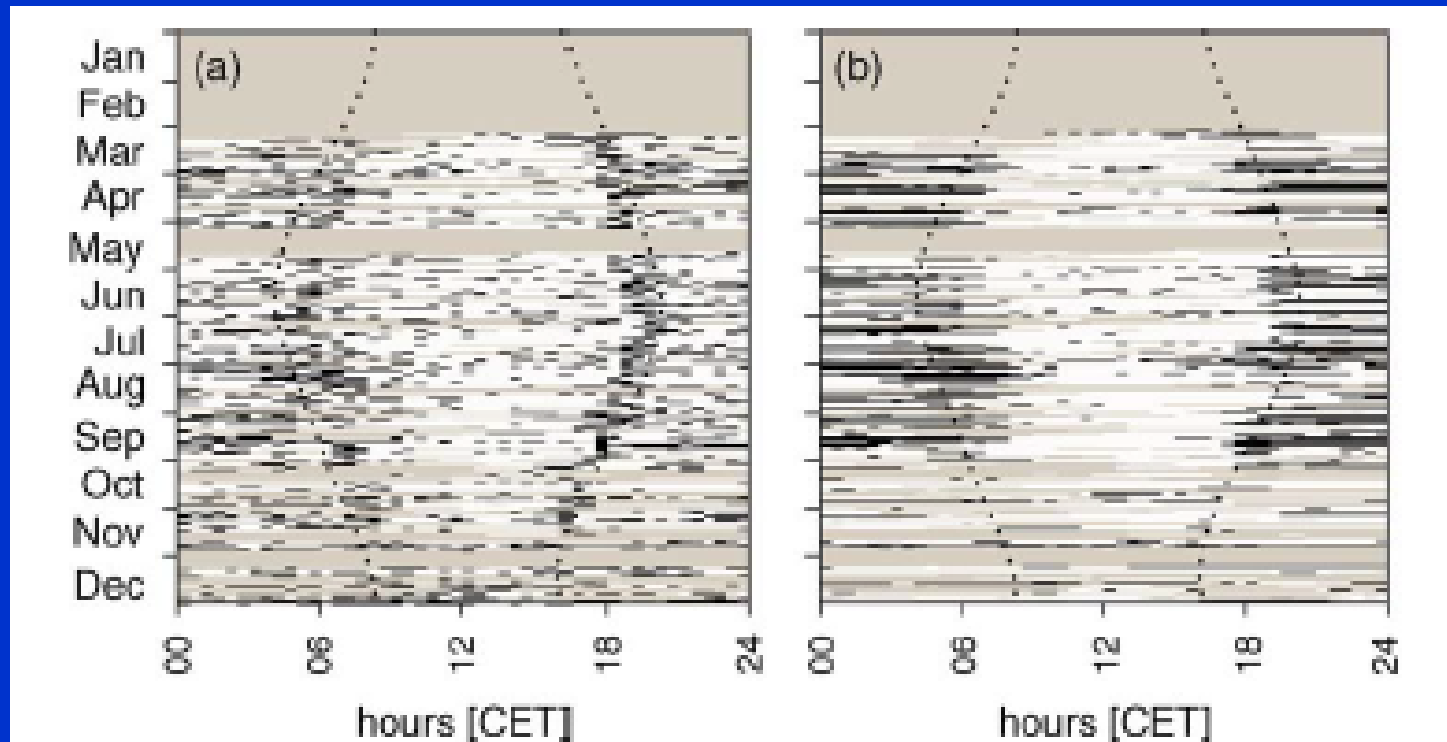 (a) (b)
Jan
Feb
Mar
Apr
May
Jun
Jul
Aug
Sep
Oct
Nov
Dec
00 06 12 18 24 00 06 12 18 24
hours [CET] hours [CET]